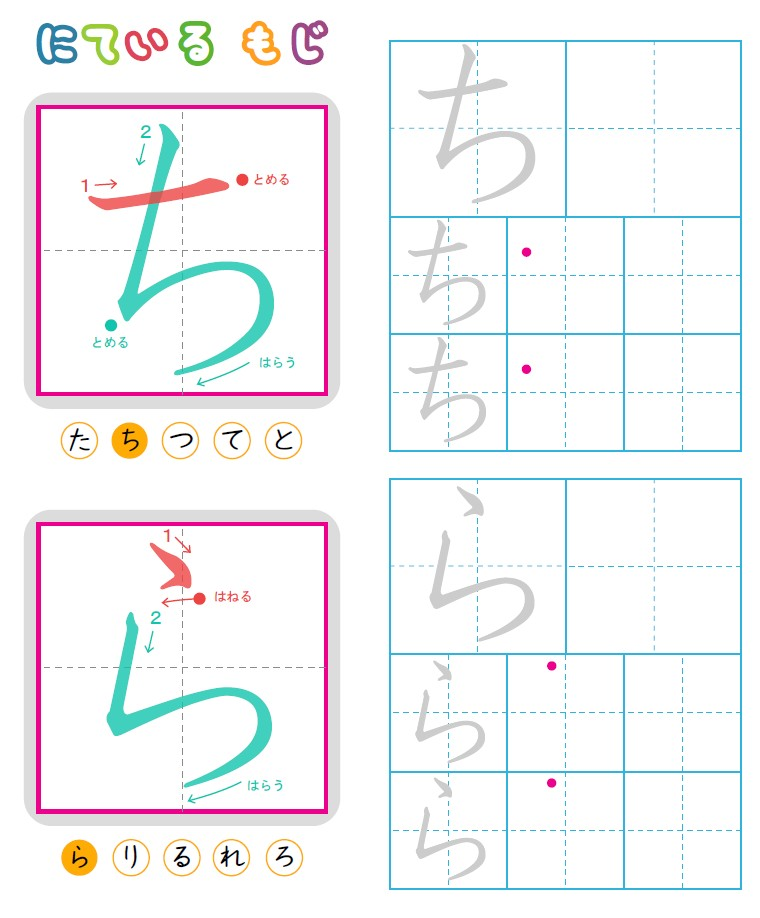 にている もじ
2
1
とめる
とめる
はらう
た ち つ て と
ち
ち
ち
1
はねる
2
はらう
ら り る れ ろ
ら
ら
ら